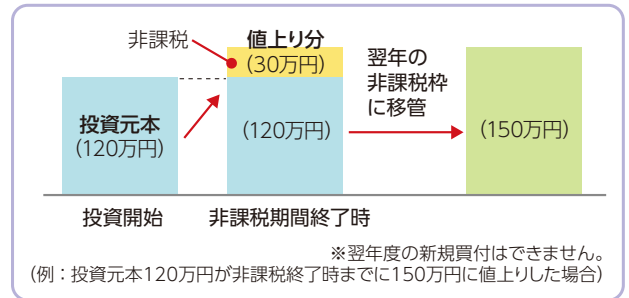 非課税
値上り分
(30万円)
翌年の
非課税枠
に移管
投資元本
(120万円)
(120万円)
(150万円)
投資開始
非課税期間終了時
※翌年度の新規買付はできません。
(例：投資元本120万円が非課税終了時までに150万円に値上りした場合)